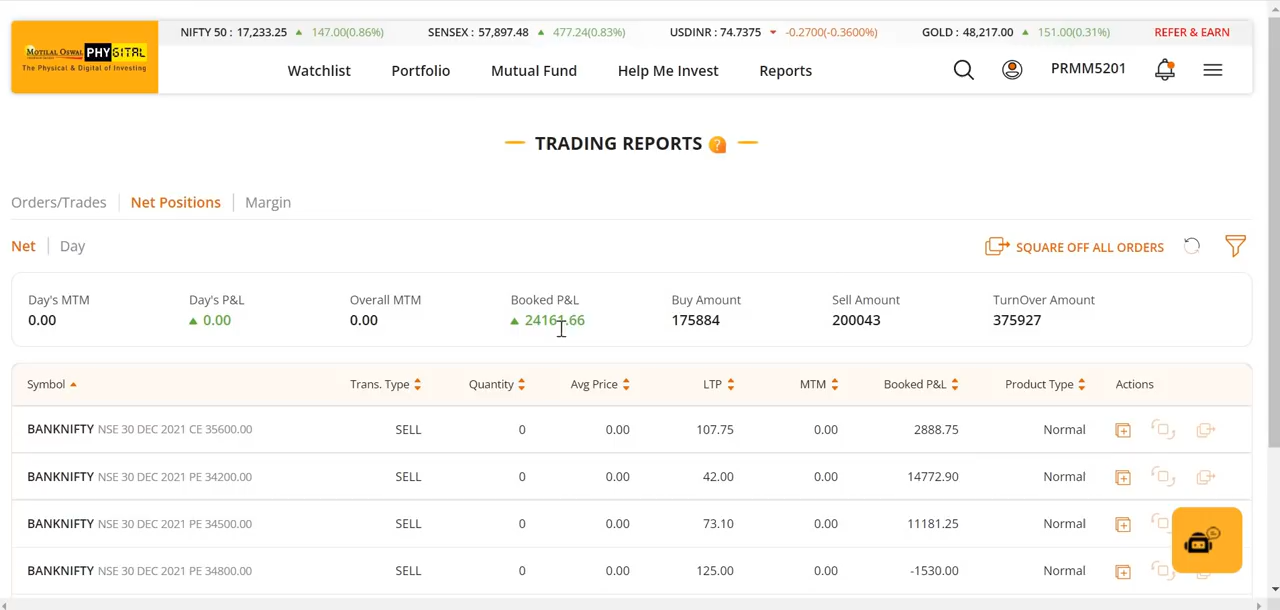 NIFTY 50 : 17,233.25 ▲ 147.00(0.86%) SENSEX : 57,897.48 ▲ 477.24(0.83%) USDINR : 74.7375 ▼ -0.2700(-0.3600%) GOLD : 48,217.00 ▲ 151.00(0.31%) REFER & EARN
MOTILAL OSWAL PHYGITAL
The Physical & Digital of Investing
Watchlist Portfolio Mutual Fund Help Me Invest Reports PRMM5201
TRADING REPORTS ?
Orders/Trades Net Positions Margin
Net Day SQUARE OFF ALL ORDERS
Day's MTM Day's P&L Overall MTM Booked P&L Buy Amount Sell Amount TurnOver Amount
0.00 ▲ 0.00 0.00 ▲ 175884 200043 375927
Symbol Trans. Type Quantity Avg Price LTP MTM Booked P&L Product Type Actions
BANKNIFTY NSE 30 DEC 2021 CE 35600.00 SELL 0 0.00 107.75 0.00 2888.75 Normal
BANKNIFTY NSE 30 DEC 2021 PE 34200.00 SELL 0 0.00 42.00 0.00 14772.90 Normal
BANKNIFTY NSE 30 DEC 2021 PE 34500.00 SELL 0 0.00 73.10 0.00 11181.25 Normal
BANKNIFTY NSE 30 DEC 2021 PE 34800.00 SELL 0 0.00 125.00 0.00 -1530.00 Normal